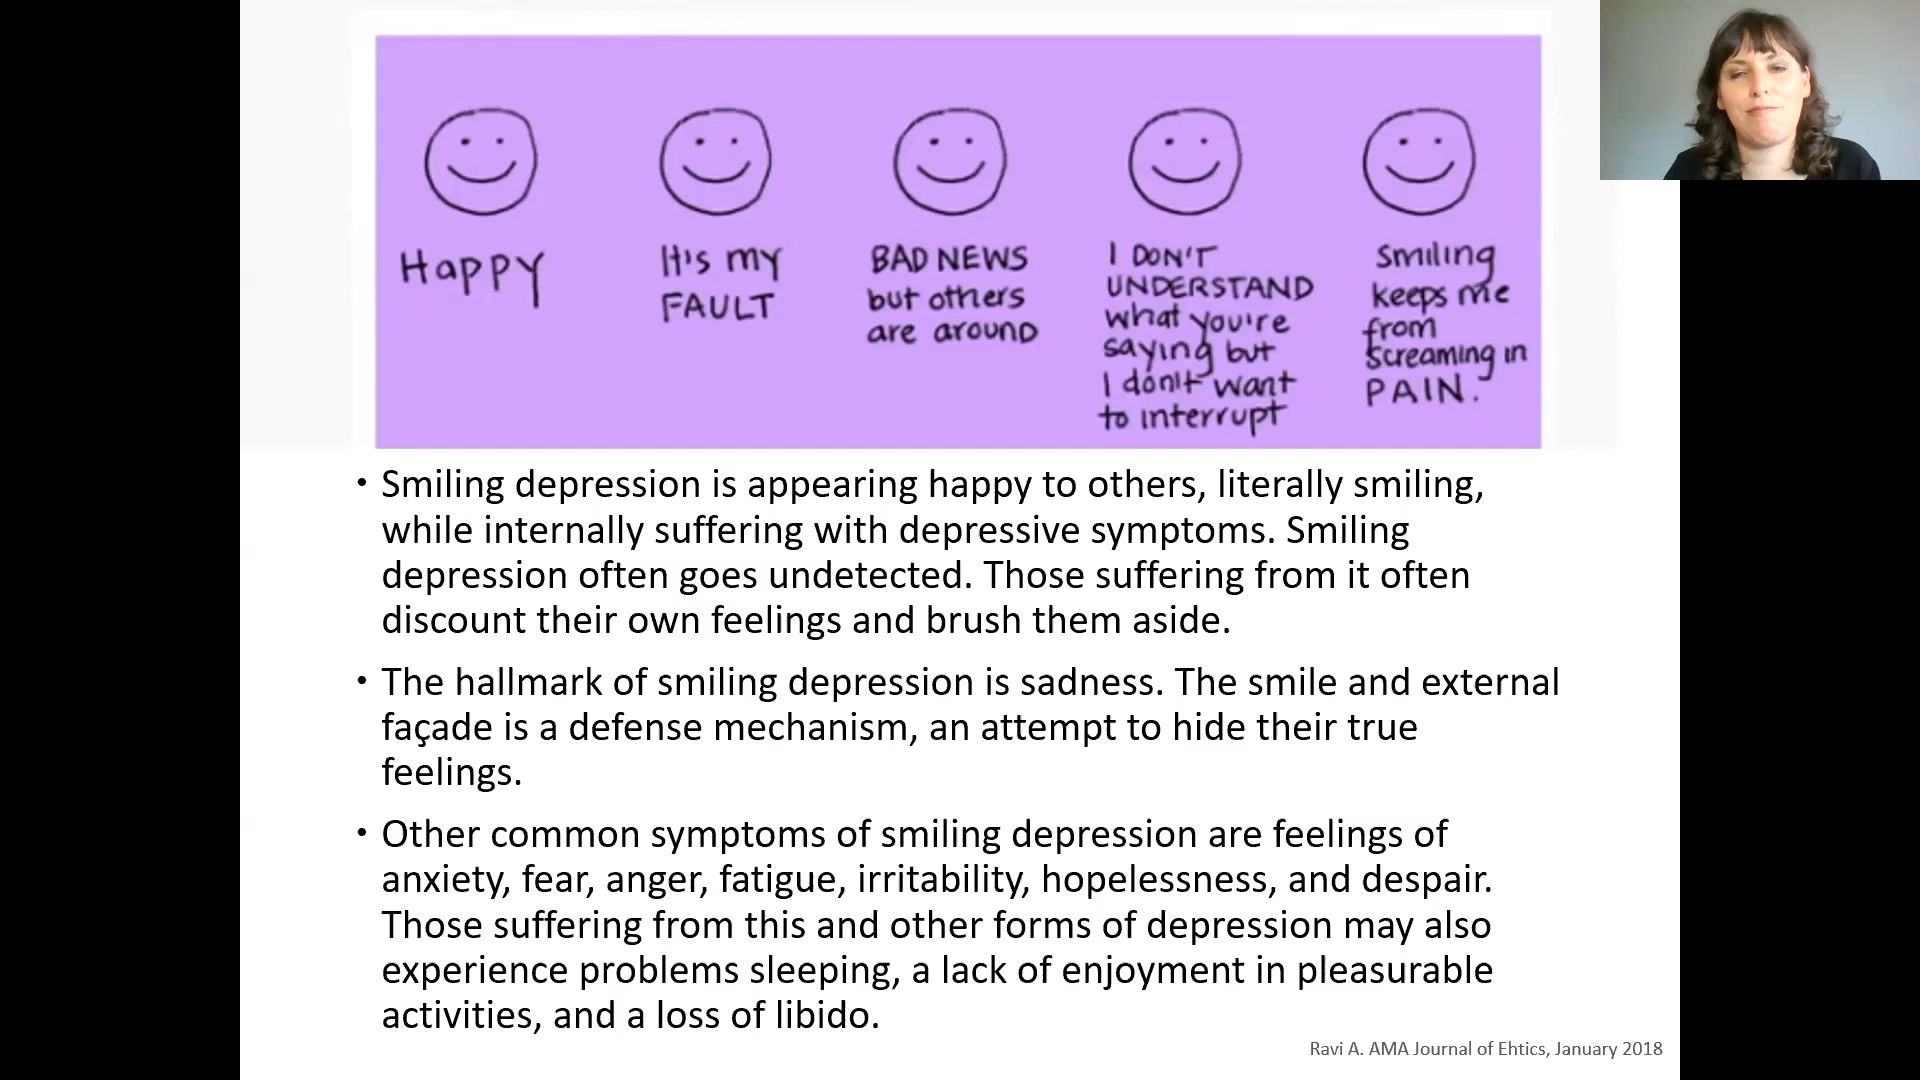 Happy
It's my
FAULT
BAD NEWS
but others
are around
I DON'T
UNDERSTAND
what you're
saying but
I don't want
to interrupt
Smiling
keeps me
from
screaming in
PAIN.
• Smiling depression is appearing happy to others, literally smiling,
while internally suffering with depressive symptoms. Smiling
depression often goes undetected. Those suffering from it often
discount their own feelings and brush them aside.
• The hallmark of smiling depression is sadness. The smile and external
façade is a defense mechanism, an attempt to hide their true
feelings.
• Other common symptoms of smiling depression are feelings of
anxiety, fear, anger, fatigue, irritability, hopelessness, and despair.
Those suffering from this and other forms of depression may also
experience problems sleeping, a lack of enjoyment in pleasurable
activities, and a loss of libido.
Ravi A. AMA Journal of Ehtics, January 2018